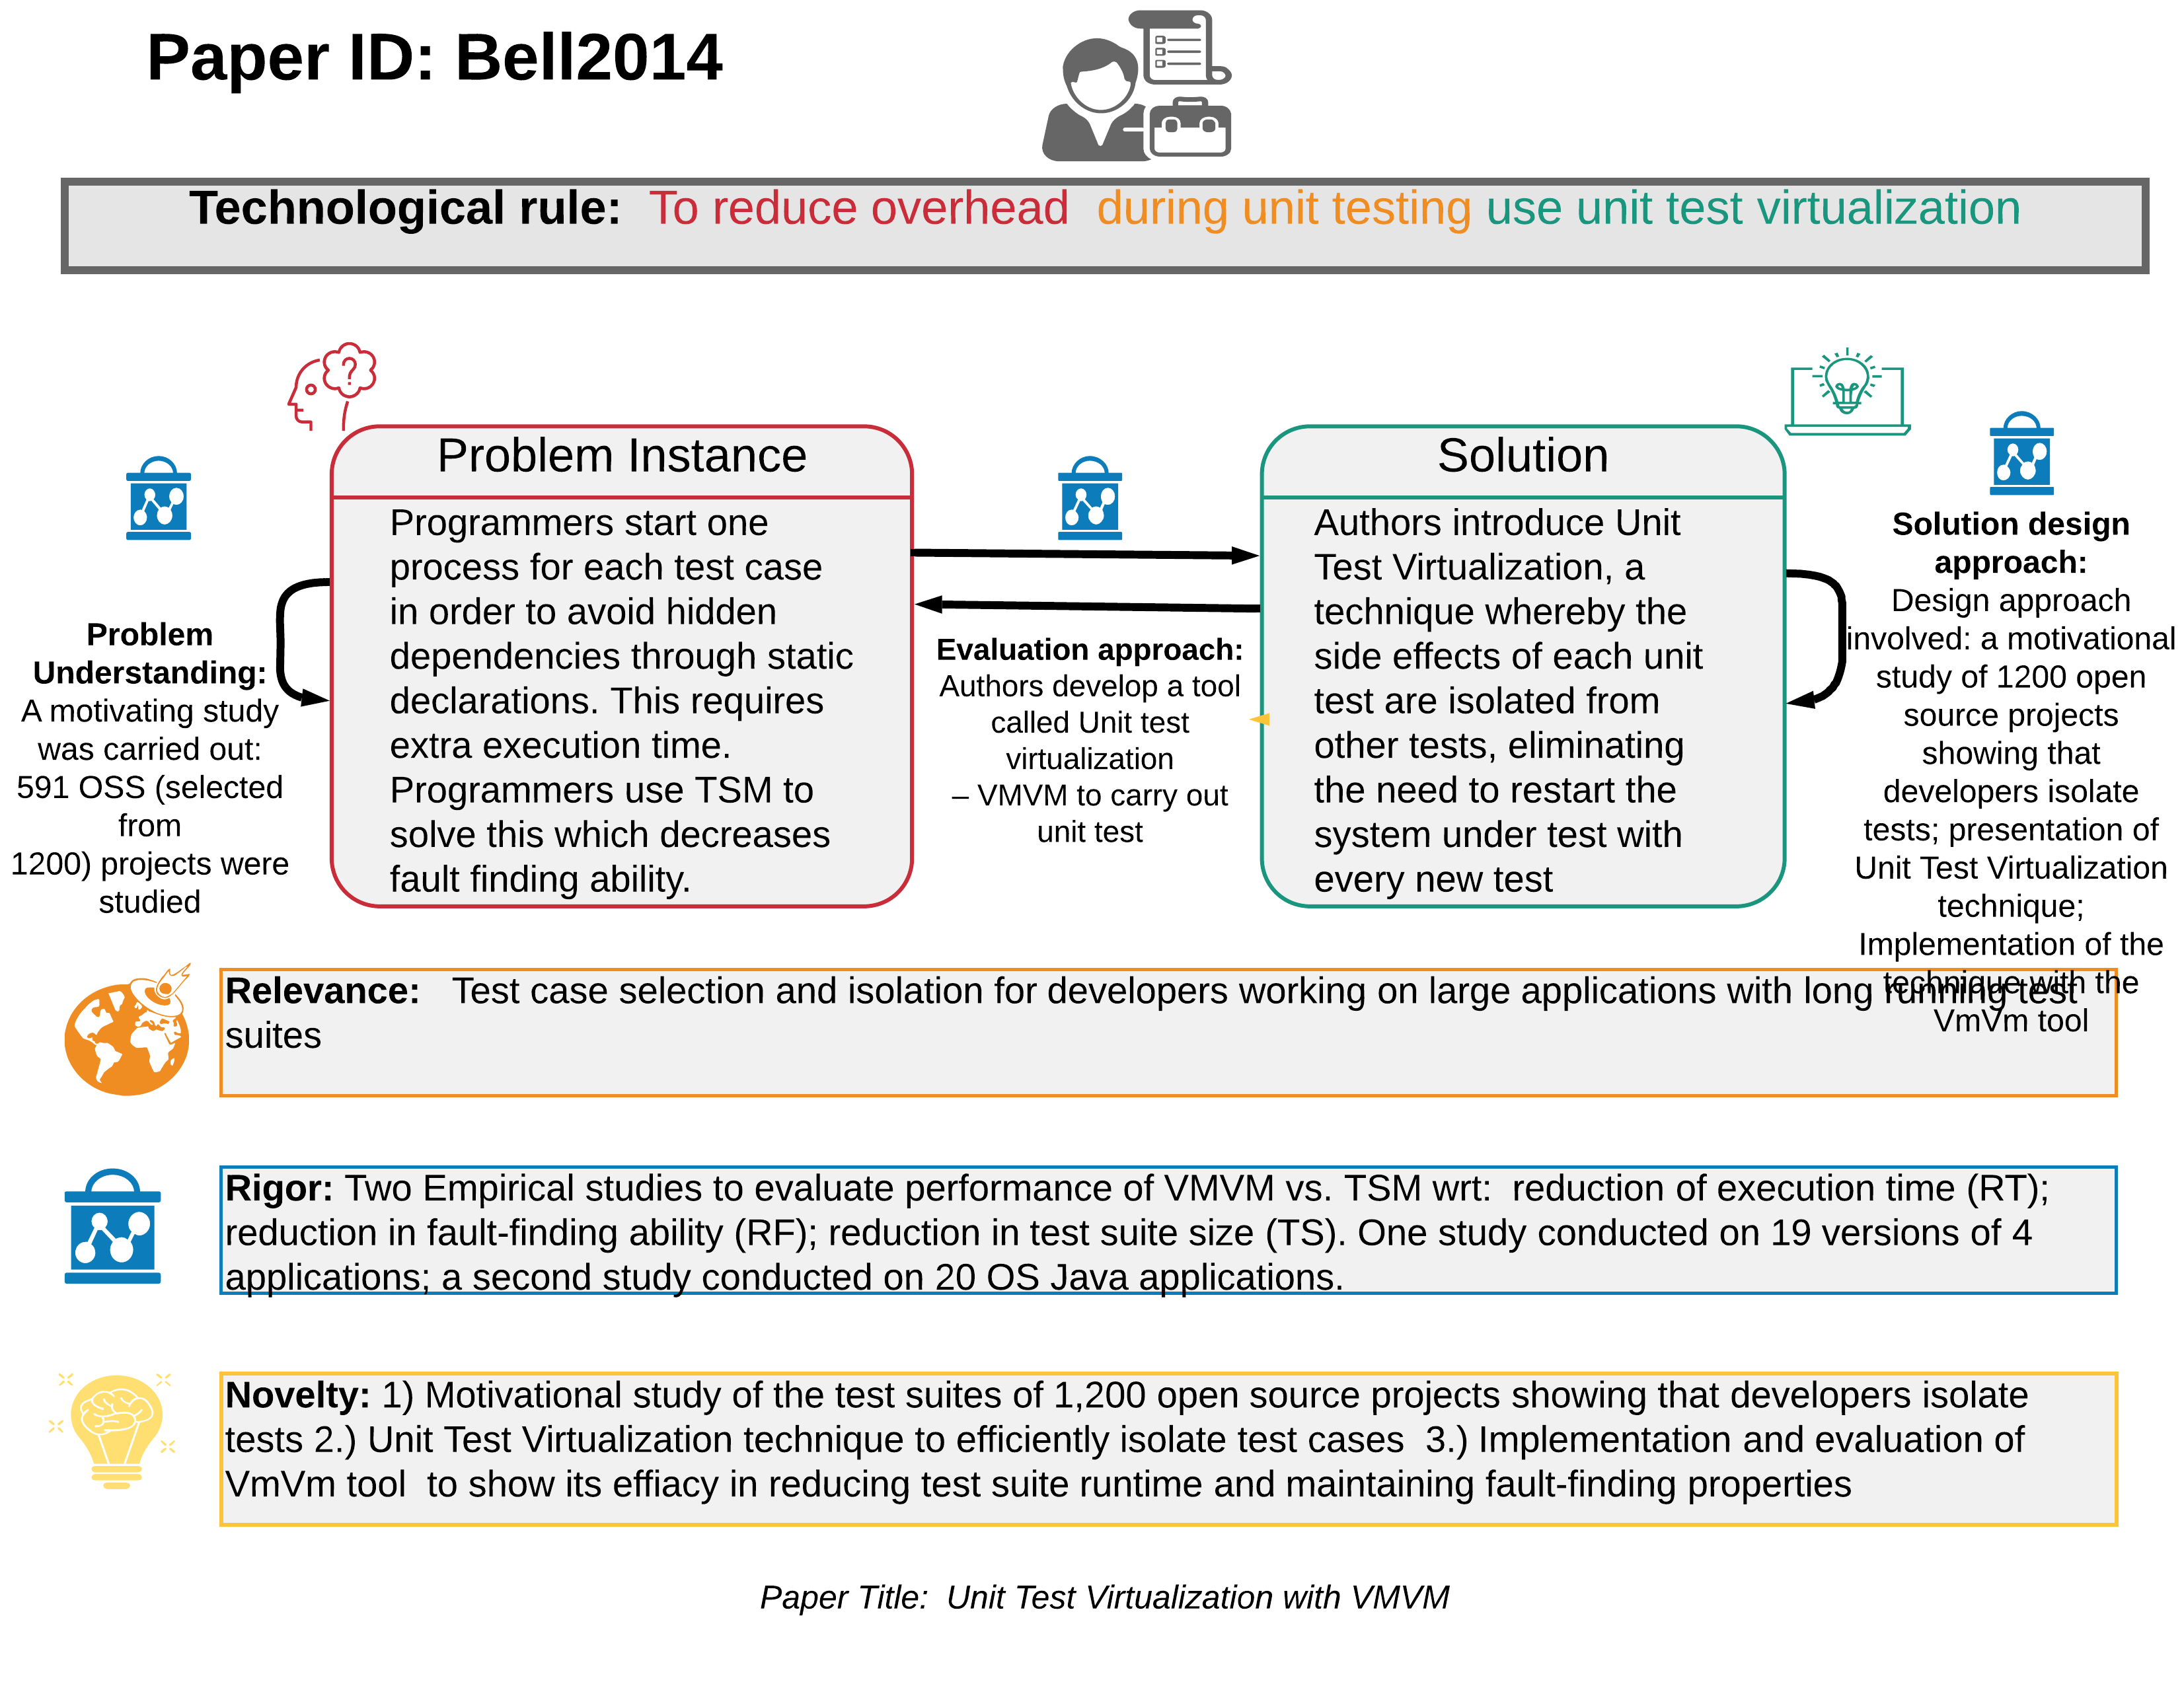 Paper ID: Bell2014
Technological rule: To reduce overhead during unit testing use unit test virtualization
Problem
Understanding:
A motivating study
was carried out:
591 OSS (selected
from
1200) projects were
studied
Problem Instance
Programmers start one
process for each test case
in order to avoid hidden
dependencies through static
declarations. This requires
extra execution time.
Programmers use TSM to
solve this which decreases
fault finding ability.
Evaluation approach:
Authors develop a tool
called Unit test
virtualization
– VMVM to carry out
unit test
Solution
Authors introduce Unit
Test Virtualization, a
technique whereby the
side effects of each unit
test are isolated from
other tests, eliminating
the need to restart the
system under test with
every new test
Solution design
approach:
Design approach
involved: a motivational
study of 1200 open
source projects
showing that
developers isolate
tests; presentation of
Unit Test Virtualization
technique;
Implementation of the
technique with the
VmVm tool
Relevance: Test case selection and isolation for developers working on large applications with long running test
suites
Rigor: Two Empirical studies to evaluate performance of VMVM vs. TSM wrt: reduction of execution time (RT);
reduction in fault-finding ability (RF); reduction in test suite size (TS). One study conducted on 19 versions of 4
applications; a second study conducted on 20 OS Java applications.
Novelty: 1) Motivational study of the test suites of 1,200 open source projects showing that developers isolate
tests 2.) Unit Test Virtualization technique to efficiently isolate test cases 3.) Implementation and evaluation of
VmVm tool to show its effiacy in reducing test suite runtime and maintaining fault-finding properties
Paper Title: Unit Test Virtualization with VMVM